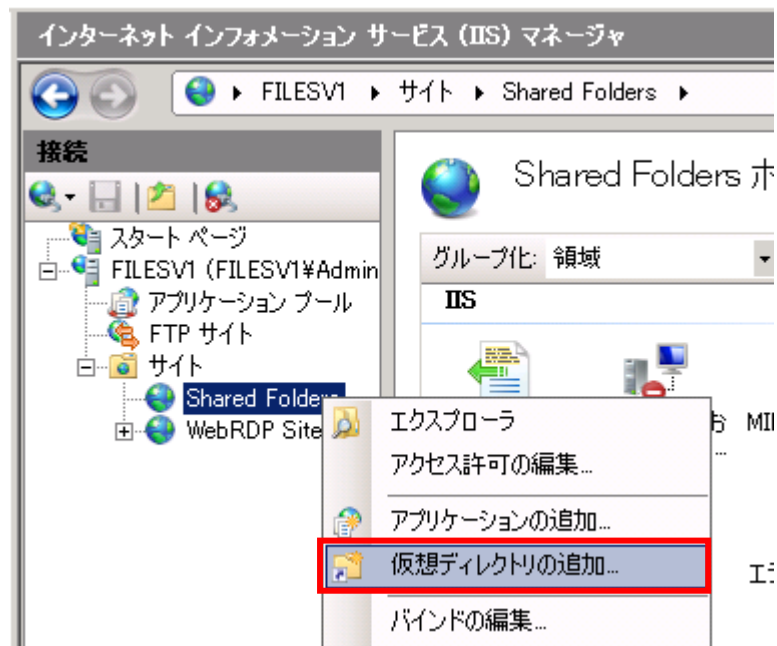 インターネット インフォメーション サービス (IIS) マネージャ
FILESV1 サイト Shared Folders
接続
スタート ページ
FILESV1 (FILESV1¥Admin
アプリケーション プール
FTP サイト
サイト
Shared Folders
WebRDP Site
Shared Folders ホ
グループ化: 領域
IIS
エクスプローラ
アクセス許可の編集...
アプリケーションの追加...
仮想ディレクトリの追加...
バインドの編集...
お MI
...
エラ